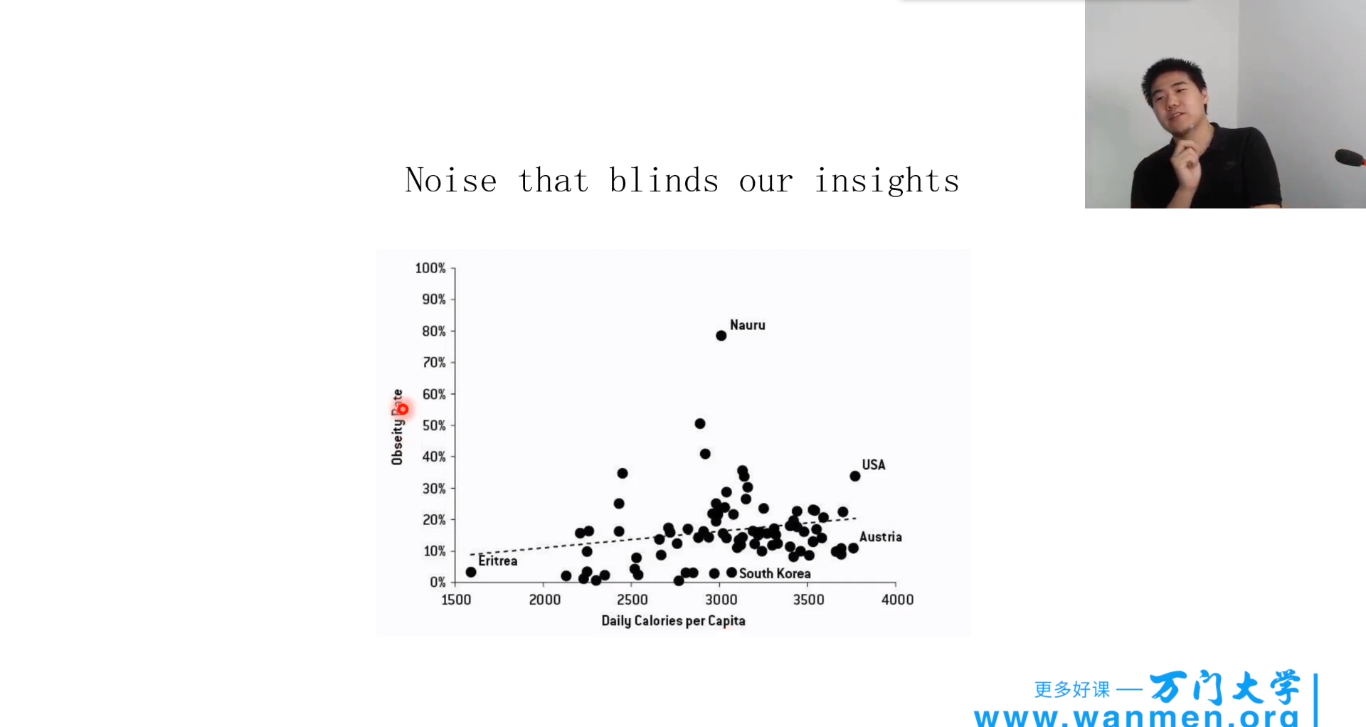 Noise that blinds our insights
100%
90%
80%
70%
60%
50%
40%
30%
20%
10%
0%
Obseity Rate
Nauru
USA
Austria
Eritrea
South Korea
1500 2000 2500 3000 3500 4000
Daily Calories per Capita
更多好课 — 万门大学
www.wanmen.org